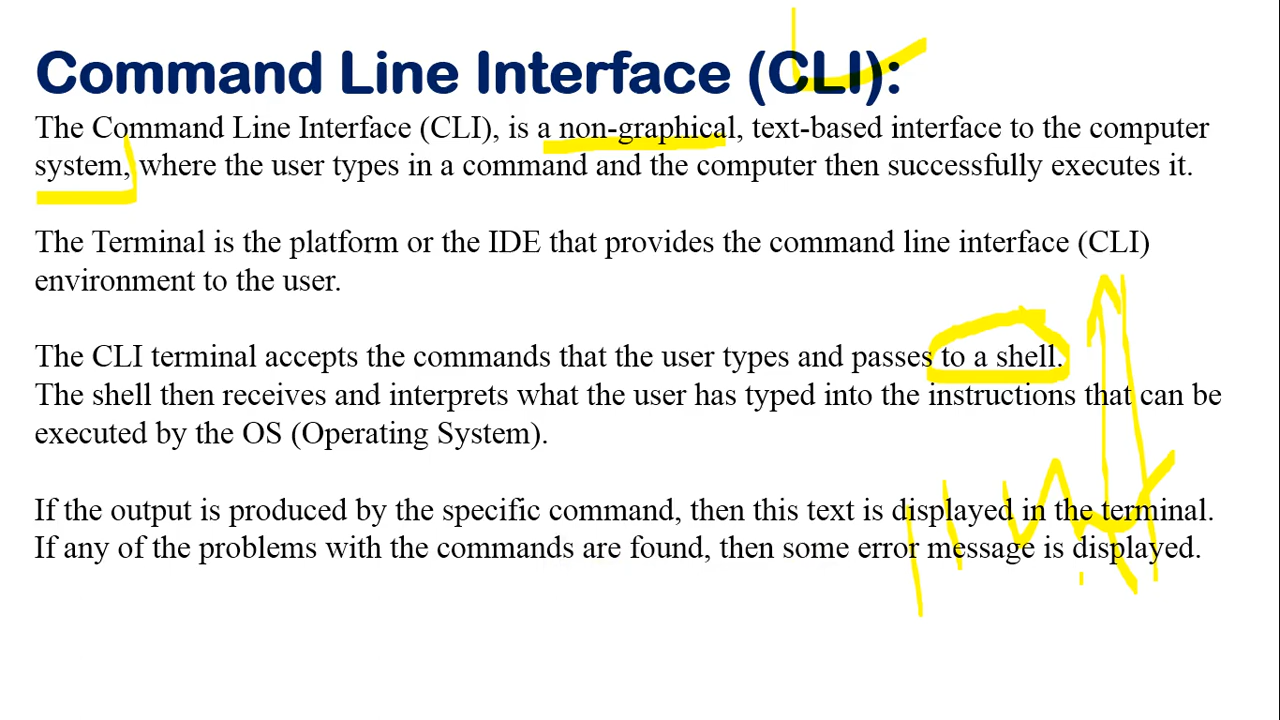 Command Line Interface (CLI):
The Command Line Interface (CLI), is a non-graphical, text-based interface to the computer
system, where the user types in a command and the computer then successfully executes it.
The Terminal is the platform or the IDE that provides the command line interface (CLI)
environment to the user.
The CLI terminal accepts the commands that the user types and passes to a shell.
The shell then receives and interprets what the user has typed into the instructions that can be
executed by the OS (Operating System).
If the output is produced by the specific command, then this text is displayed in the terminal.
If any of the problems with the commands are found, then some error message is displayed.